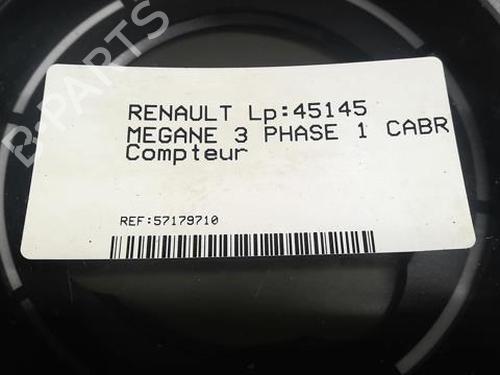 B-PARTS
RENAULT Lp:45145
MEGANE 3 PHASE 1 CABR
Compteur
REF:57179710